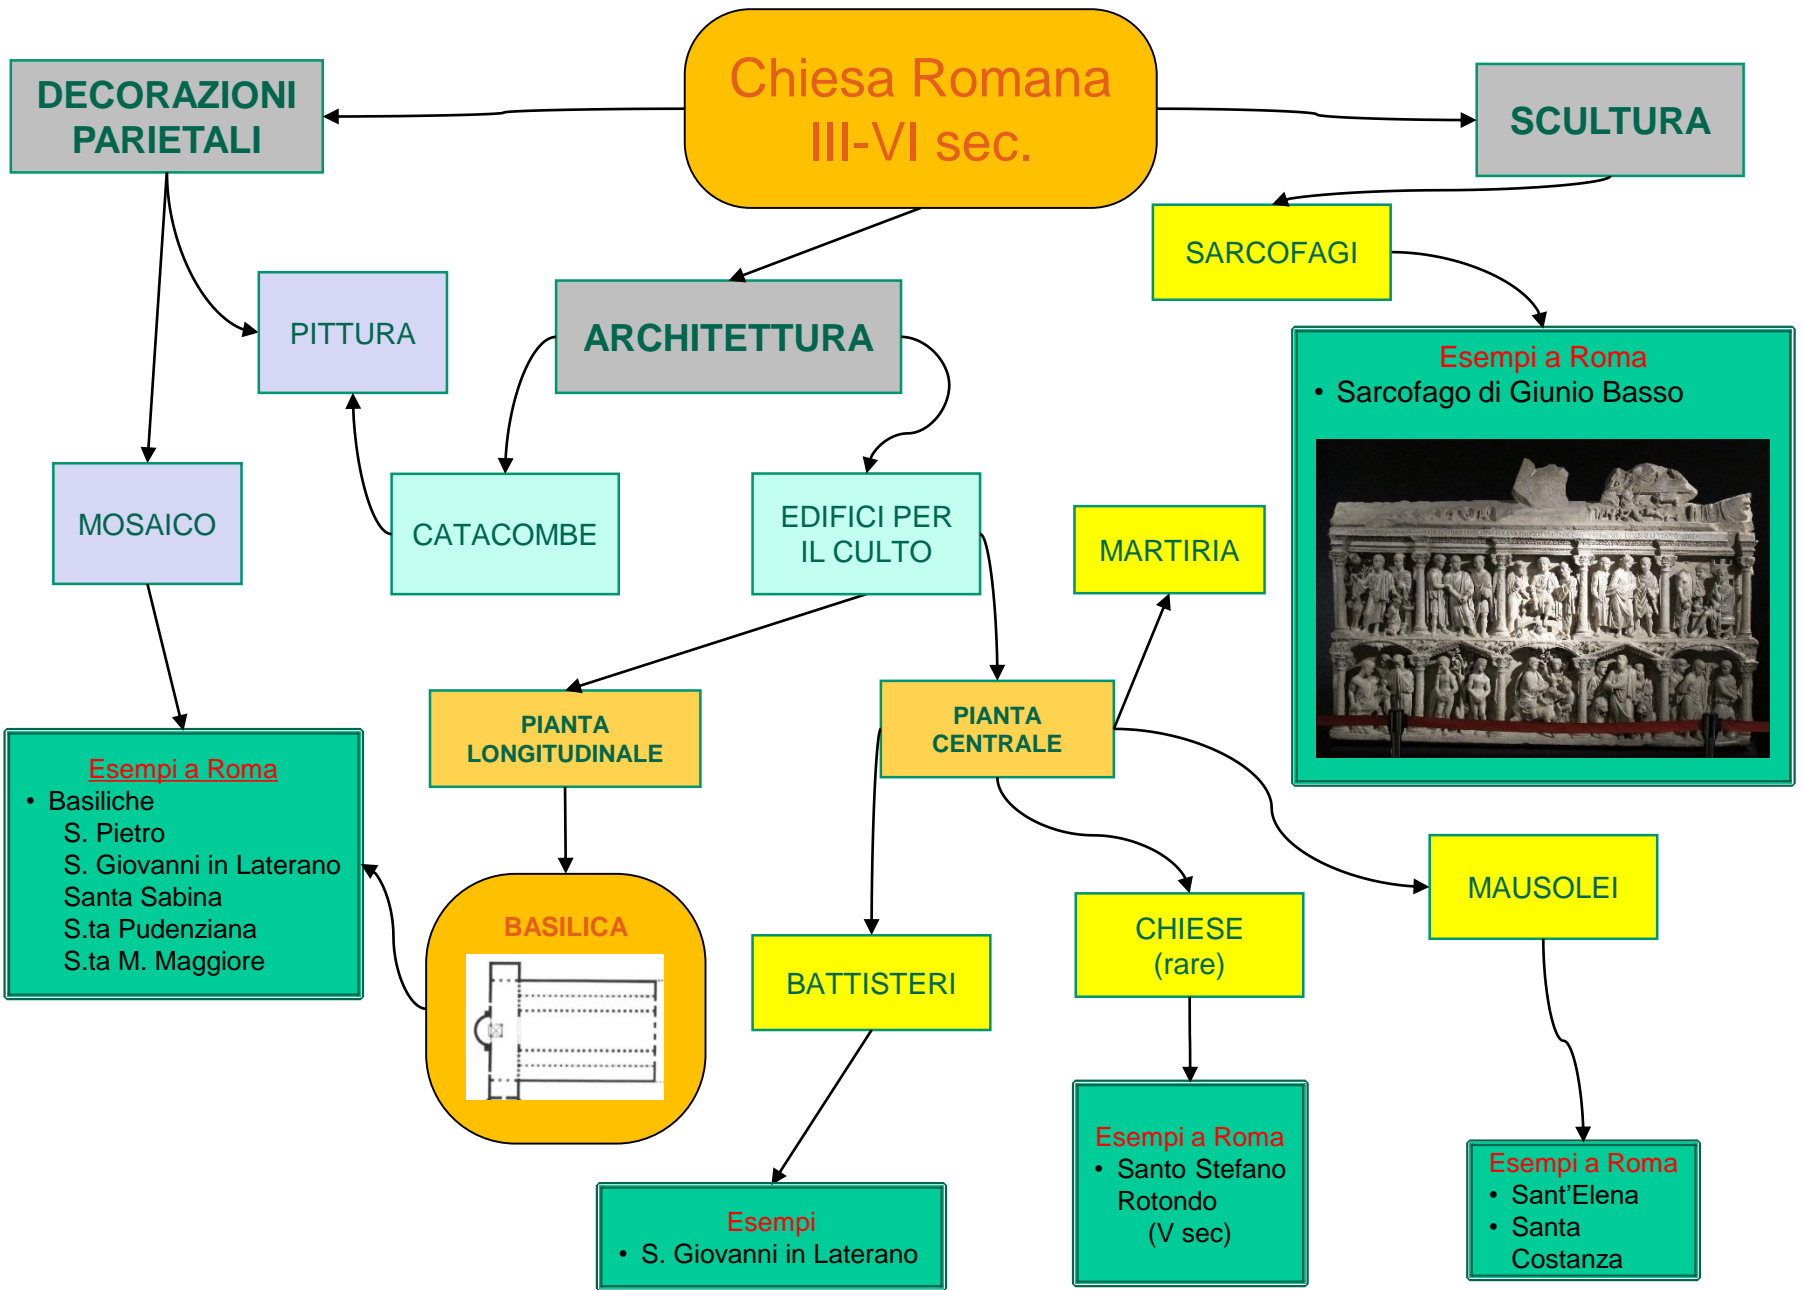 Chiesa Romana
III-VI sec.
DECORAZIONI
PARIETALI
SCULTURA
SARCOFAGI
PITTURA
ARCHITETTURA
Esempi a Roma
• Sarcofago di Giunio Basso
MOSAICO
CATACOMBE
EDIFICI PER
IL CULTO
MARTIRIA
PIANTA
LONGITUDINALE
PIANTA
CENTRALE
Esempi a Roma
• Basiliche
S. Pietro
S. Giovanni in Laterano
Santa Sabina
S.ta Pudenziana
S.ta M. Maggiore
BASILICA
BATTISTERI
CHIESE
(rare)
MAUSOLEI
Esempi
• S. Giovanni in Laterano
Esempi a Roma
• Santo Stefano
Rotondo
(V sec)
Esempi a Roma
• Sant'Elena
• Santa
Costanza